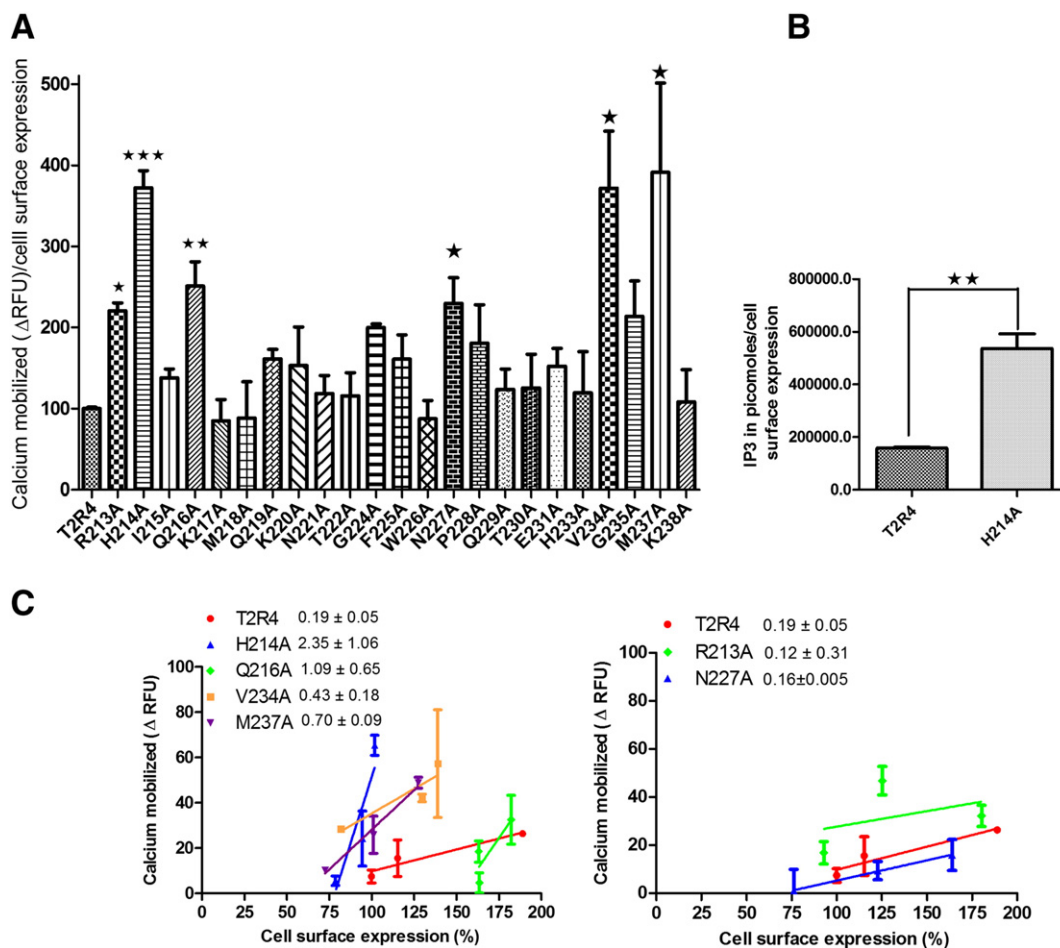 A
Calcium mobilized (Δ RFU)/celll surface expression
500
400
300
200
100
0
T2R4
R213A
H214A
I215A
Q216A
K217A
M218A
Q219A
K220A
N221A
T222A
G224A
F225A
W226A
N227A
P228A
Q229A
T230A
E231A
H233A
V234A
G235A
M237A
K238A
★
★★★
★★
★
★
★
B
IP3 in picomoles/cell
surface expression
800000.0
600000.0
400000.0
200000.0
0.0
★★
T2R4
H214A
C
T2R4 0.19 ± 0.05
H214A 2.35 ± 1.06
Q216A 1.09 ± 0.65
V234A 0.43 ± 0.18
M237A 0.70 ± 0.09
Calcium mobilized (Δ RFU)
100
80
60
40
20
0
0 25 50 75 100 125 150 175 200
Cell surface expression (%)
T2R4 0.19 ± 0.05
R213A 0.12 ± 0.31
N227A 0.16±0.005
Calcium mobilized (Δ RFU)
100
80
60
40
20
0
0 25 50 75 100 125 150 175 200
Cell surface expression (%)